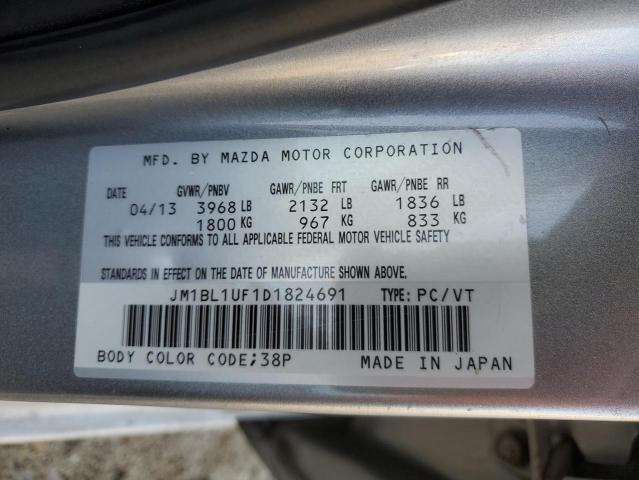 MFD. BY MAZDA MOTOR CORPORATION
DATE GVWR/PNBV GAWR/PNBE FRT GAWR/PNBE RR
04/13 3968 LB 2132 LB 1836 LB
1800 KG 967 KG 833 KG
THIS VEHICLE CONFORMS TO ALL APPLICABLE FEDERAL MOTOR VEHICLE SAFETY
STANDARDS IN EFFECT ON THE DATE OF MANUFACTURE SHOWN ABOVE.
JM1BL1UF1D1824691 TYPE: PC/VT
BODY COLOR CODE;38P MADE IN JAPAN